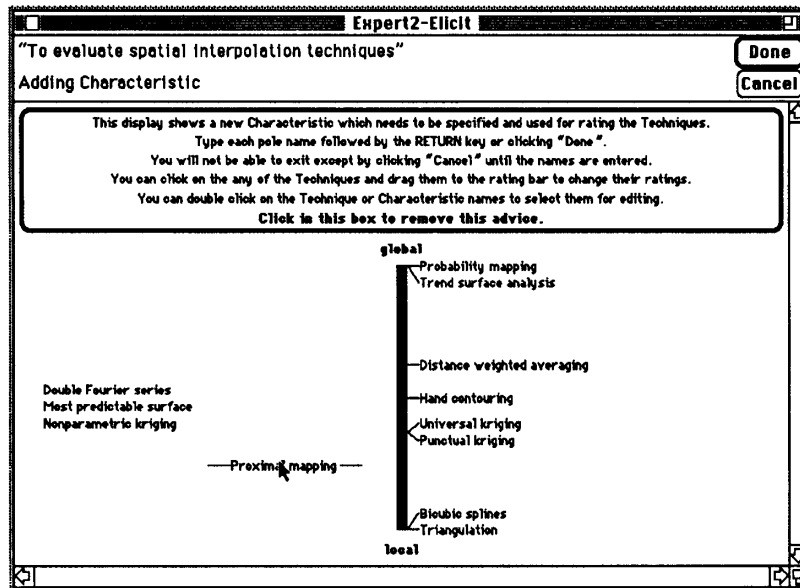 Expert2-Elicit
"To evaluate spatial interpolation techniques"
Done
Adding Characteristic
Cancel
This display shows a new Characteristic which needs to be specified and used for rating the Techniques.
Type each pole name followed by the RETURN key or clicking "Done".
You will not be able to exit except by clicking "Cancel" until the names are entered.
You can click on the any of the Techniques and drag them to the rating bar to change their ratings.
You can double click on the Technique or Characteristic names to select them for editing.
Click in this box to remove this advice.
global
Probability mapping
Trend surface analysis
Distance weighted averaging
Double Fourier series
Hand contouring
Most predictable surface
Nonparametric kriging
Universal kriging
Punctual kriging
Proximal mapping
Bicubic splines
Triangulation
local